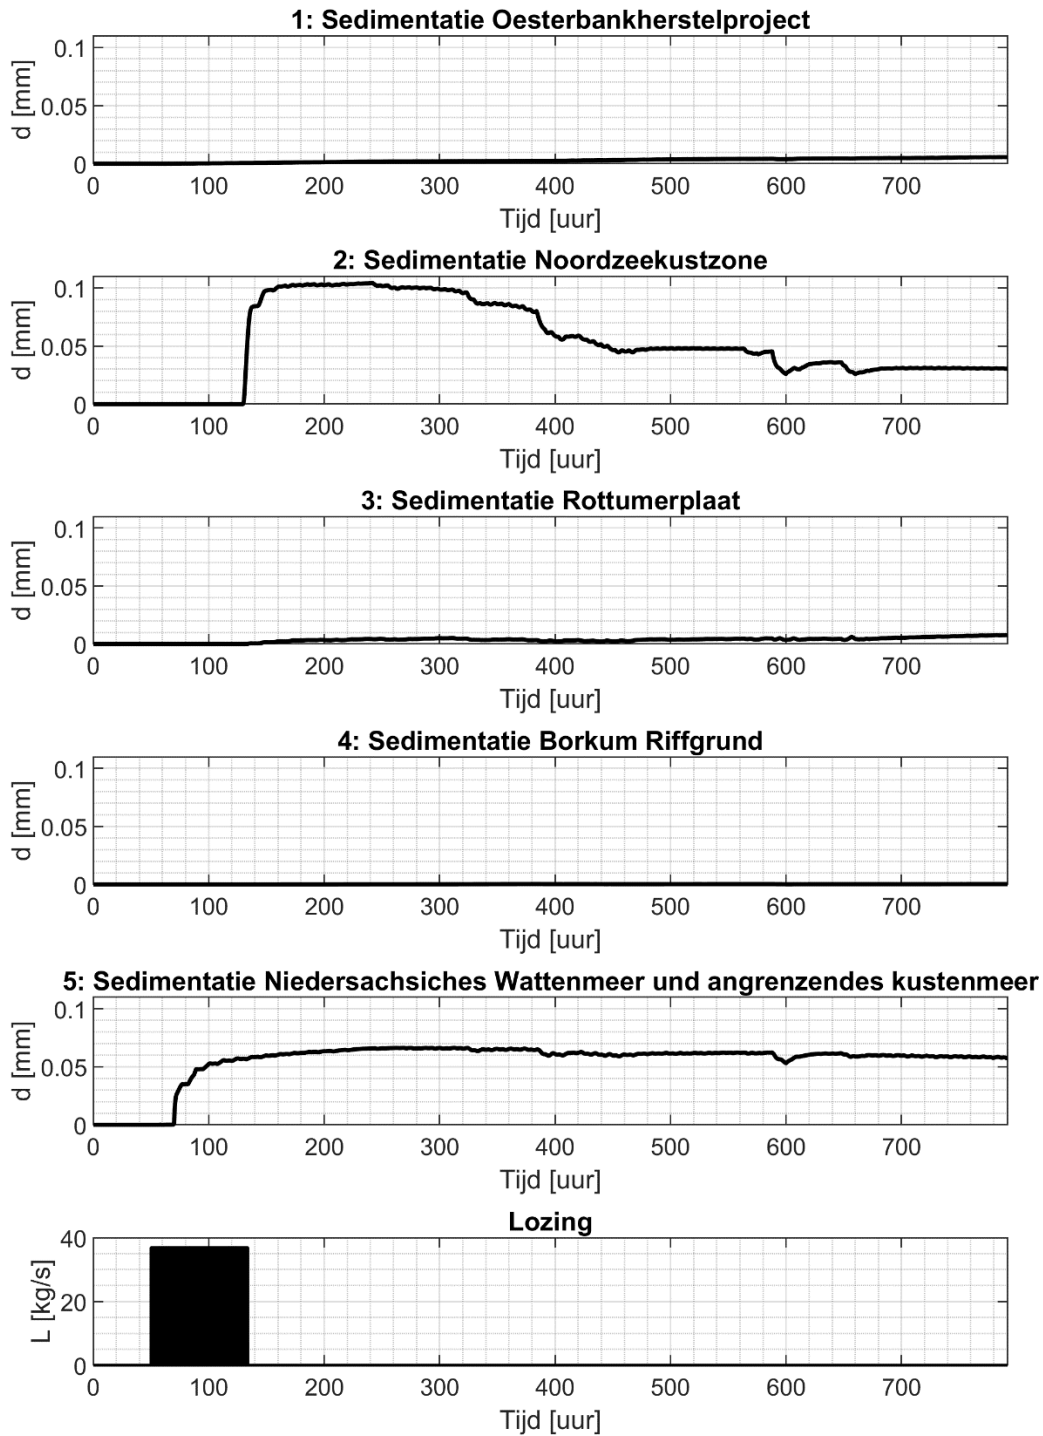 1: Sedimentatie Oesterbankherstelproject
0.1
0.05
0
d [mm]
0 100 200 300 400 500 600 700
Tijd [uur]
2: Sedimentatie Noordzeekustzone
0.1
0.05
0
d [mm]
0 100 200 300 400 500 600 700
Tijd [uur]
3: Sedimentatie Rottumerplaat
0.1
0.05
0
d [mm]
0 100 200 300 400 500 600 700
Tijd [uur]
4: Sedimentatie Borkum Riffgrund
0.1
0.05
0
d [mm]
0 100 200 300 400 500 600 700
Tijd [uur]
5: Sedimentatie Niedersachsiches Wattenmeer und angrenzendes kustenmeer
0.1
0.05
0
d [mm]
0 100 200 300 400 500 600 700
Tijd [uur]
Lozing
40
20
0
L [kg/s]
0 100 200 300 400 500 600 700
Tijd [uur]